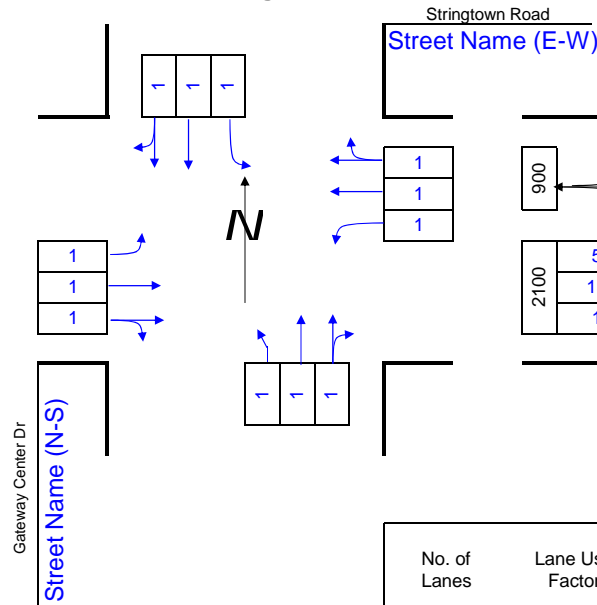 Stringtown Road
Street Name (E-W)
1 1 1
1
1
1
900
N
1
1
1
2100
1 1 1
Gateway Center Dr
Street Name (N-S)
No. of
Lanes